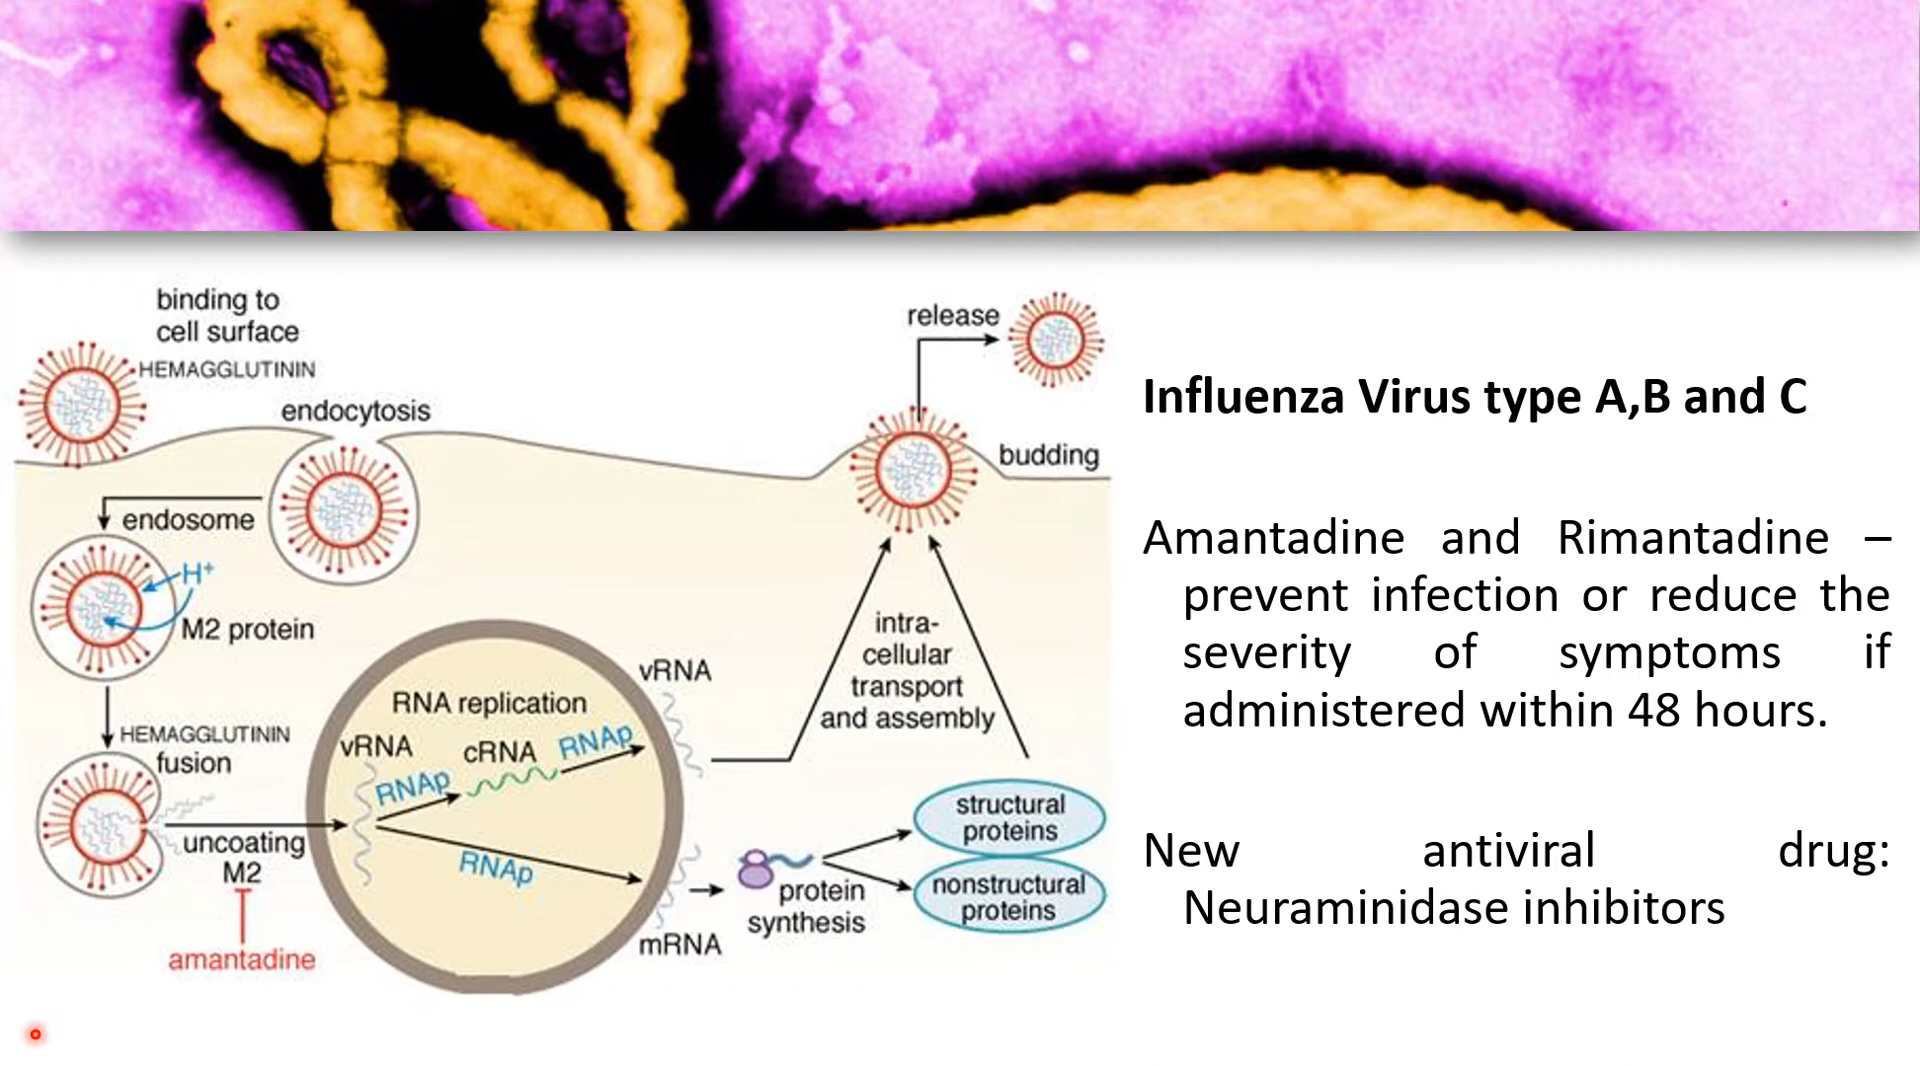 binding to
cell surface
HEMAGGLUTININ
endocytosis
endosome
H+
M2 protein
HEMAGGLUTININ
fusion
uncoating
M2
amantadine
RNA replication
vRNA
cRNA
RNAp
RNAp
RNAp
vRNA
mRNA
protein
synthesis
structural
proteins
nonstructural
proteins
intra-
cellular
transport
and assembly
budding
release
Influenza Virus type A,B and C
Amantadine and Rimantadine –
prevent infection or reduce the
severity of symptoms if
administered within 48 hours.
New antiviral drug:
Neuraminidase inhibitors